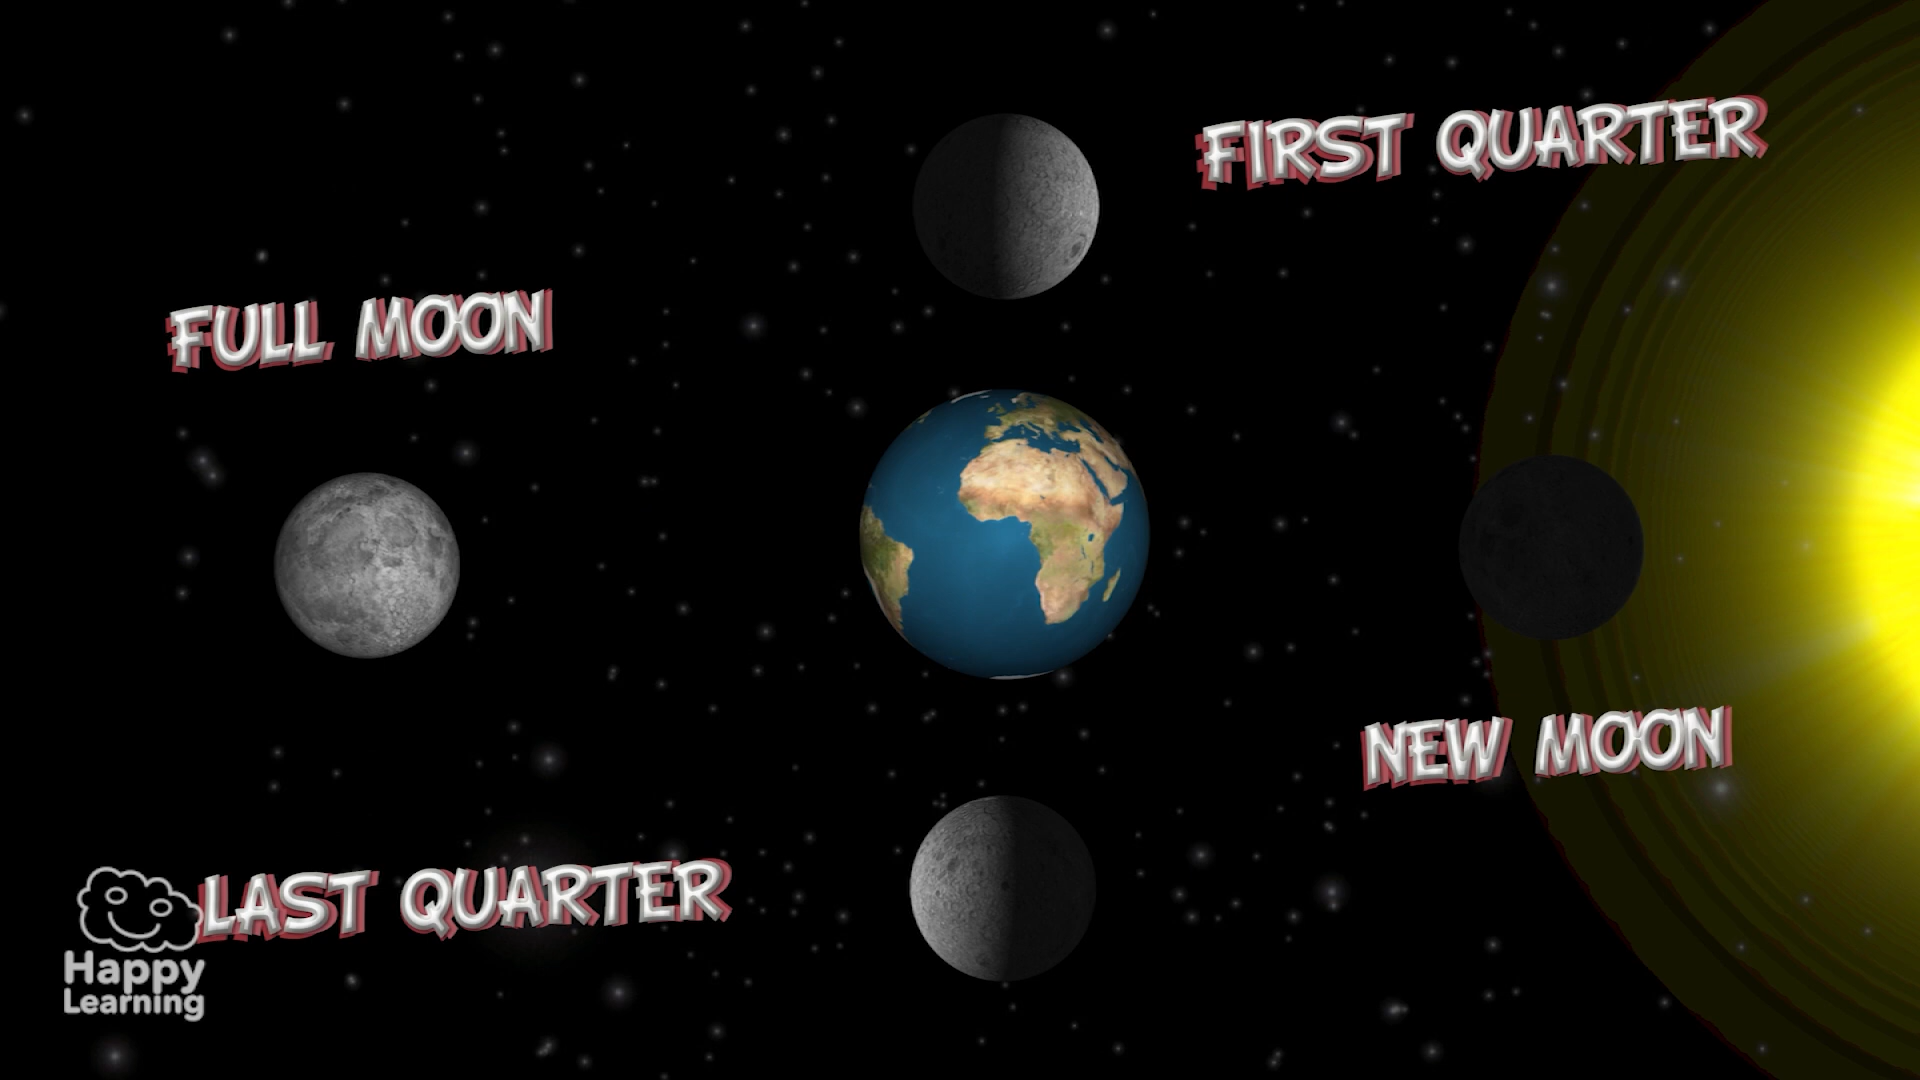 FIRST QUARTER
FULL MOON
NEW MOON
LAST QUARTER
Happy
Learning